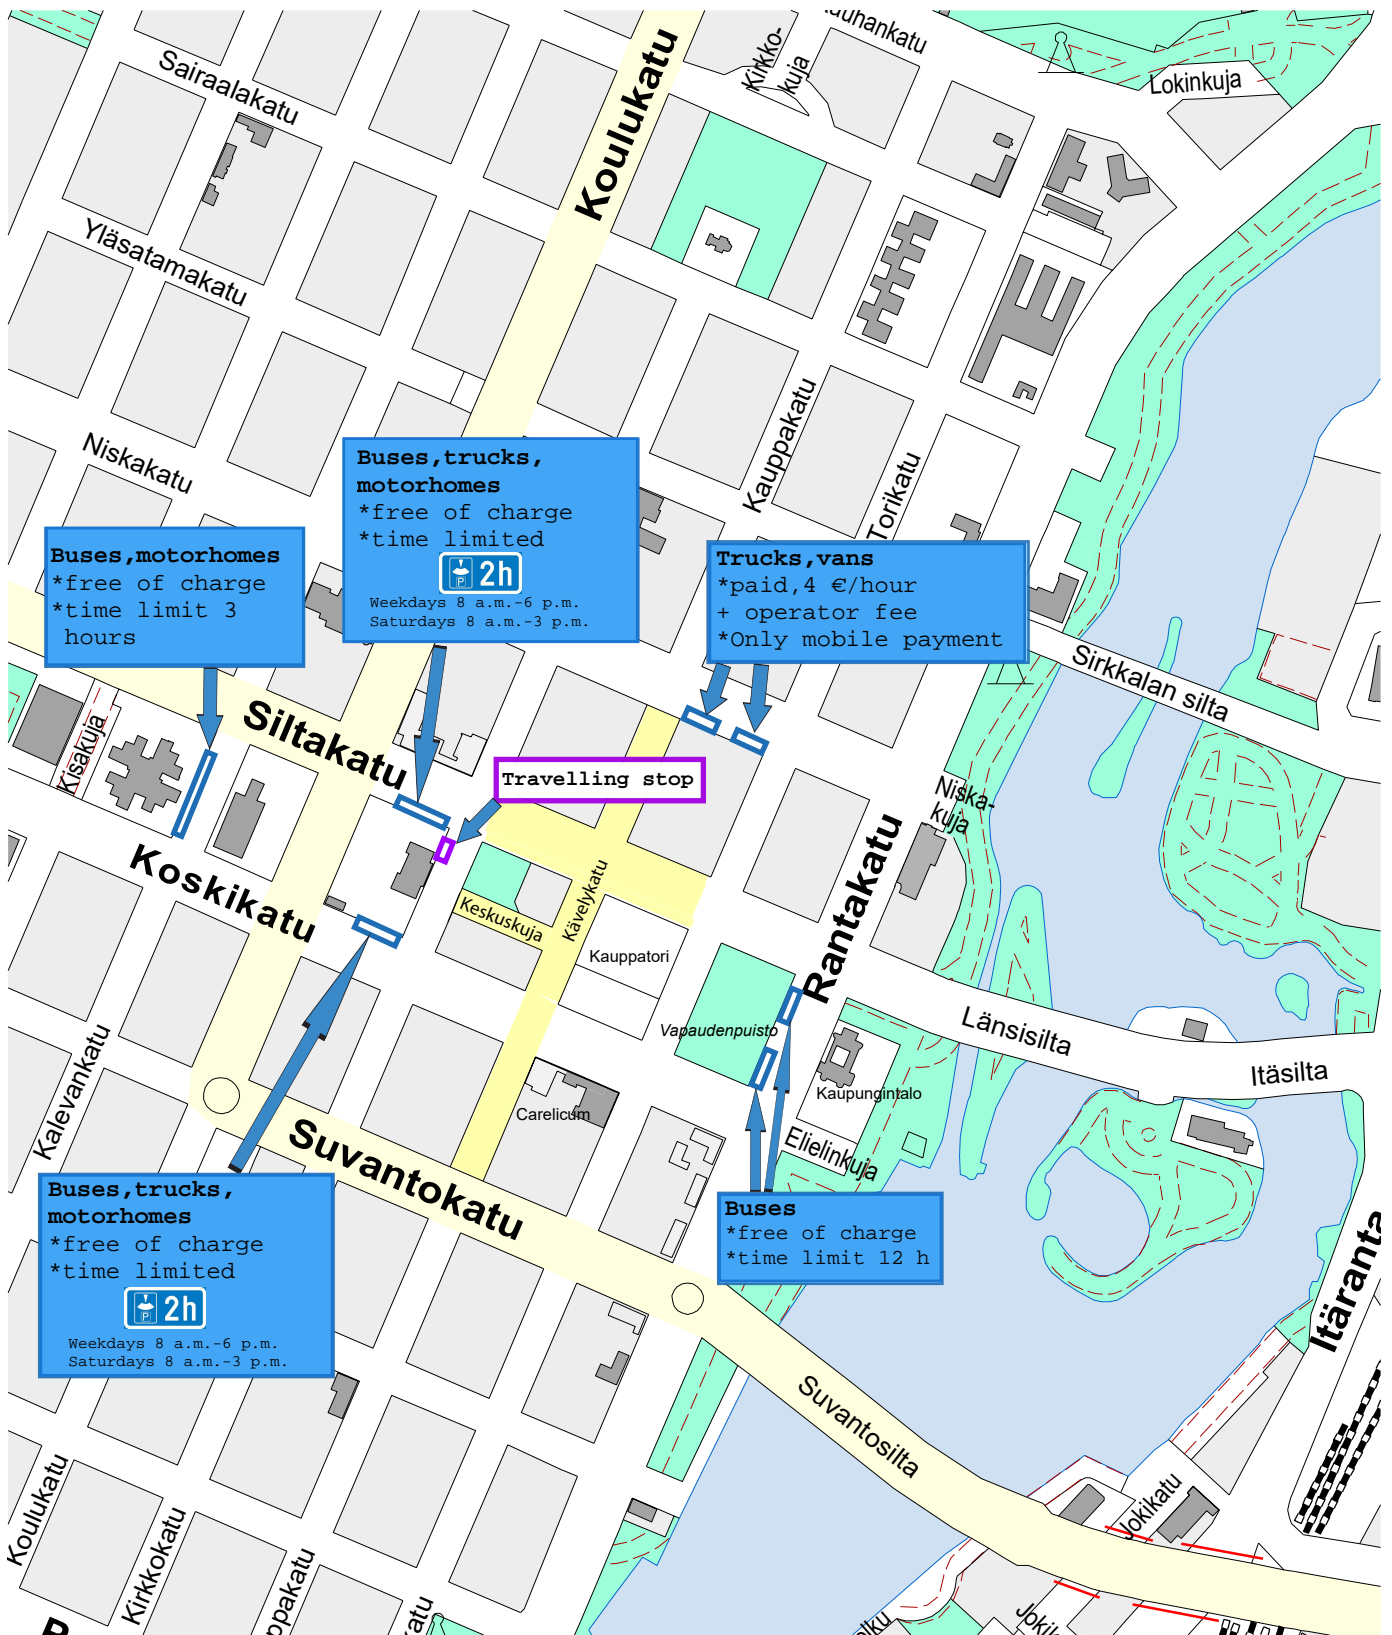 Kirkko-
kuja
Lokinkuja
Sairaalakatu
Koulukatu
Yläsatamakatu
Kauppakatu
Niskakatu
Torikatu
Buses,trucks,
motorhomes
*free of charge
*time limited
P 2h
Weekdays 8 a.m.-6 p.m.
Saturdays 8 a.m.-3 p.m.
Buses,motorhomes
*free of charge
*time limit 3
hours
Trucks,vans
*paid,4 €/hour
+ operator fee
*Only mobile payment
Sirkkalan silta
Siltakatu
Kisakuja
Travelling stop
Niska-
kuja
Koskikatu
Keskuskuja
Kävelykatu
Kauppatori
Rantakatu
Vapaudenpuisto
Länsisilta
Itäsilta
Kalevankatu
Carelicum
Kaupungintalo
Elielinkuja
Suvantokatu
Buses,trucks,
motorhomes
*free of charge
*time limited
P 2h
Weekdays 8 a.m.-6 p.m.
Saturdays 8 a.m.-3 p.m.
Buses
*free of charge
*time limit 12 h
Itäranta
Suvantosilta
Jokikatu
Koulukatu
Kirkkokatu